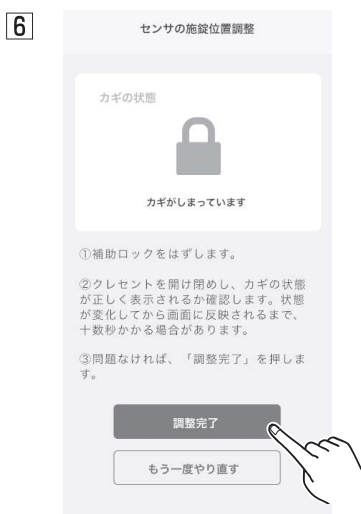 6
センサの施錠位置調整
カギの状態
カギがしまっています
①補助ロックをはずします。
②クレセントを開け閉めし、カギの状態
が正しく表示されるか確認します。状態
が変化してから画面に反映されるまで、
十数秒かかる場合があります。
③問題なければ、「調整完了」を押しま
す。
調整完了
もう一度やり直す